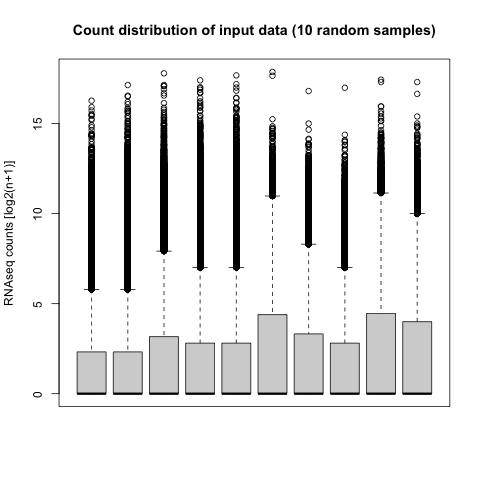 Count distribution of input data (10 random samples)
RNAseq counts [log2(n+1)]
15
10
5
0